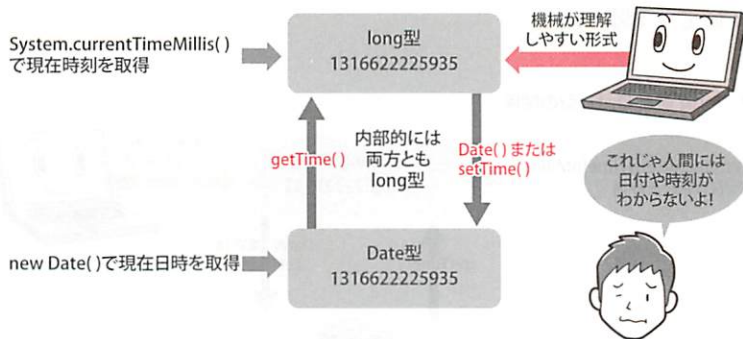 System.currentTimeMillis( )
で現在時刻を取得
long型
1316622225935
機械が理解
しやすい形式
getTime( )
内部的には
両方とも
long型
Date( ) または
setTime( )
これじゃ人間には
日付や時刻が
わからないよ!
new Date( )で現在日時を取得
Date型
1316622225935